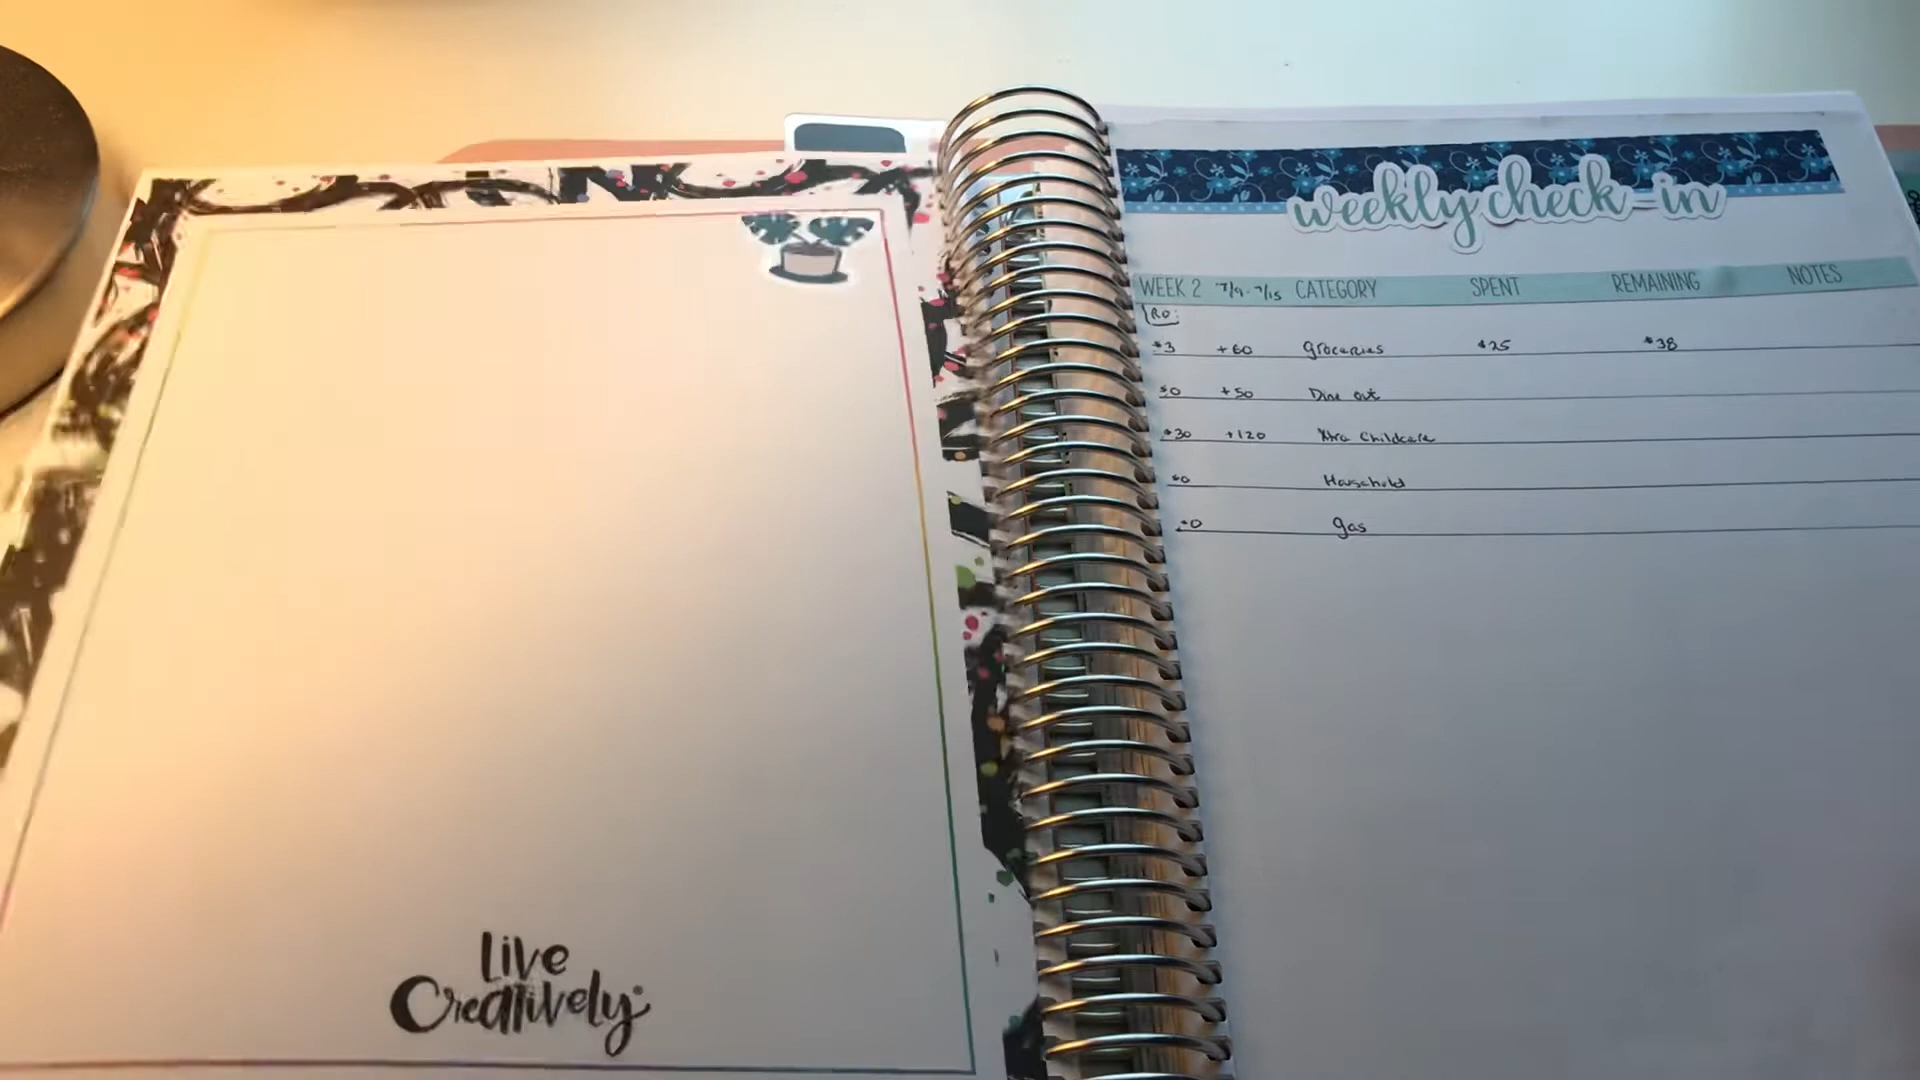 Live
Creatively
weekly check-in
WEEK 2 7/9-7/15 CATEGORY SPENT REMAINING NOTES
RO:
$3 +60 Groceries $25 $38
$0 +50 Dine out
$30 +120 Xtra Childcare
$0 Household
$0 gas